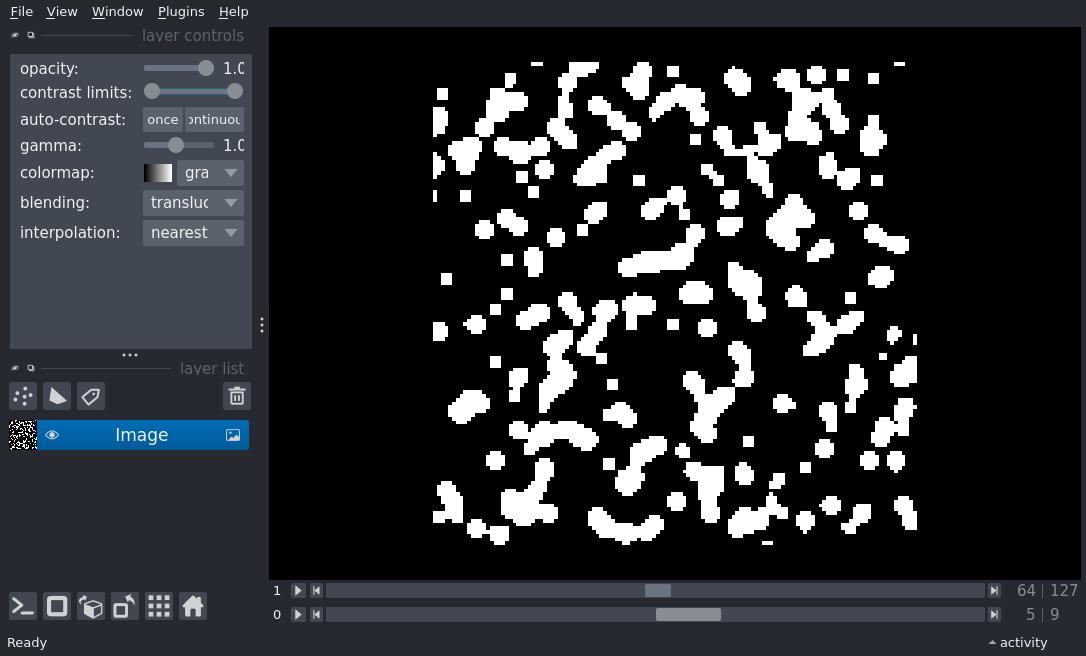 File View Window Plugins Help
layer controls
opacity: 1.0
contrast limits:
auto-contrast: once ontinuou
gamma: 1.0
colormap: gra
blending: transluc
interpolation: nearest
layer list
Image
1 64 | 127
0 5 | 9
Ready activity